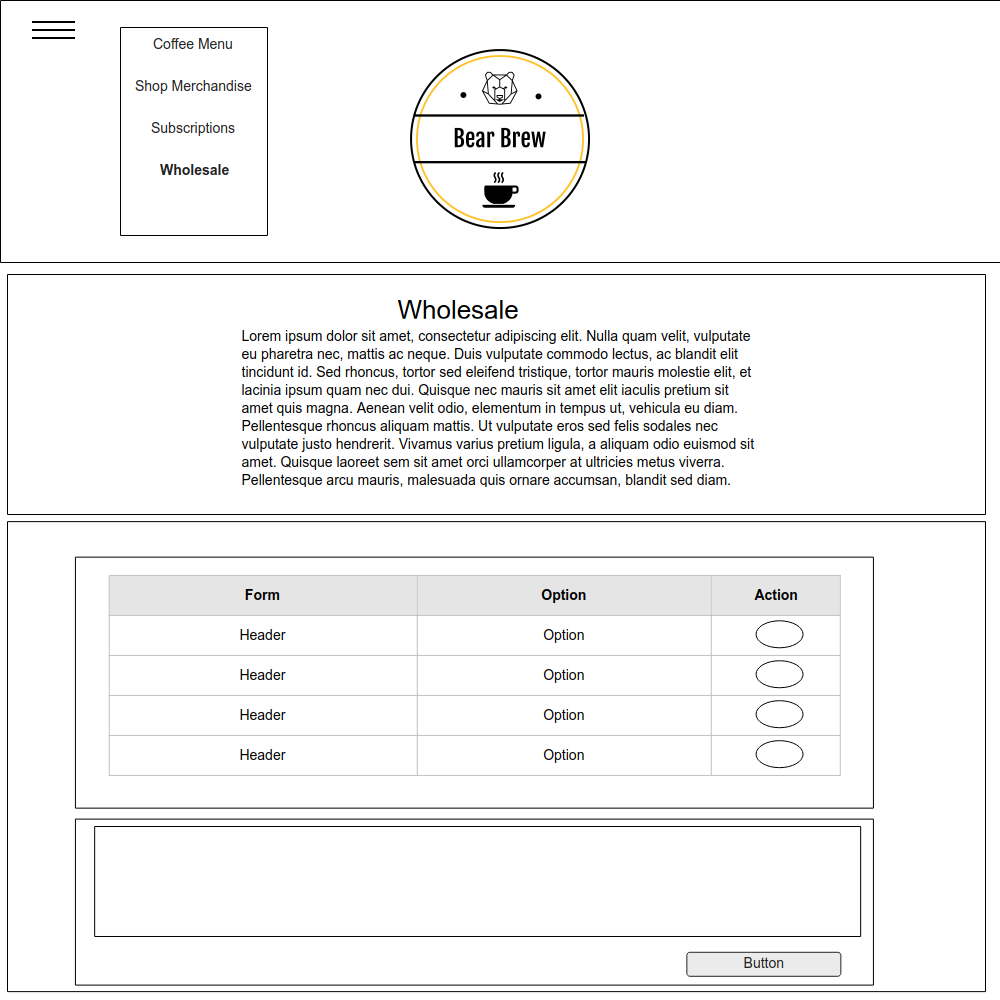 Coffee Menu
Shop Merchandise
Subscriptions
Wholesale
Bear Brew
Wholesale
Lorem ipsum dolor sit amet, consectetur adipiscing elit. Nulla quam velit, vulputate
eu pharetra nec, mattis ac neque. Duis vulputate commodo lectus, ac blandit elit
tincidunt id. Sed rhoncus, tortor sed eleifend tristique, tortor mauris molestie elit, et
lacinia ipsum quam nec dui. Quisque nec mauris sit amet elit iaculis pretium sit
amet quis magna. Aenean velit odio, elementum in tempus ut, vehicula eu diam.
Pellentesque rhoncus aliquam mattis. Ut vulputate eros sed felis sodales nec
vulputate justo hendrerit. Vivamus varius pretium ligula, a aliquam odio euismod sit
amet. Quisque laoreet sem sit amet orci ullamcorper at ultricies metus viverra.
Pellentesque arcu mauris, malesuada quis ornare accumsan, blandit sed diam.
Form Option Action
Header Option
Header Option
Header Option
Header Option
Button